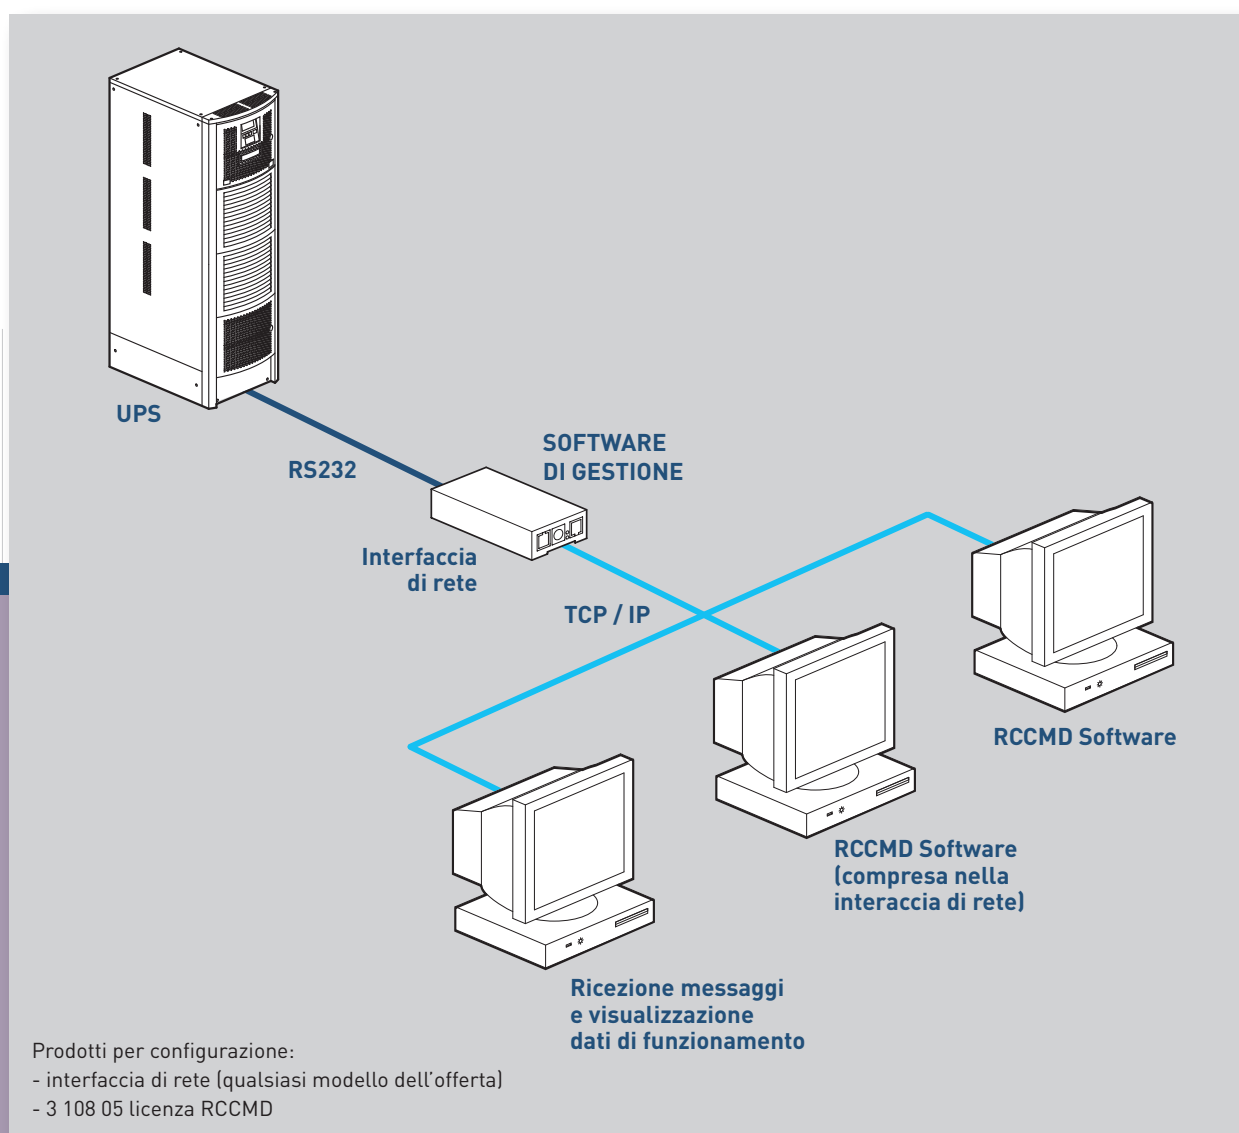 UPS
RS232
SOFTWARE
DI GESTIONE
Interfaccia
di rete
TCP / IP
RCCMD Software
RCCMD Software
(compresa nella
interaccia di rete)
Ricezione messaggi
e visualizzazione
dati di funzionamento
Prodotti per configurazione:
- interfaccia di rete (qualsiasi modello dell'offerta)
- 3 108 05 licenza RCCMD